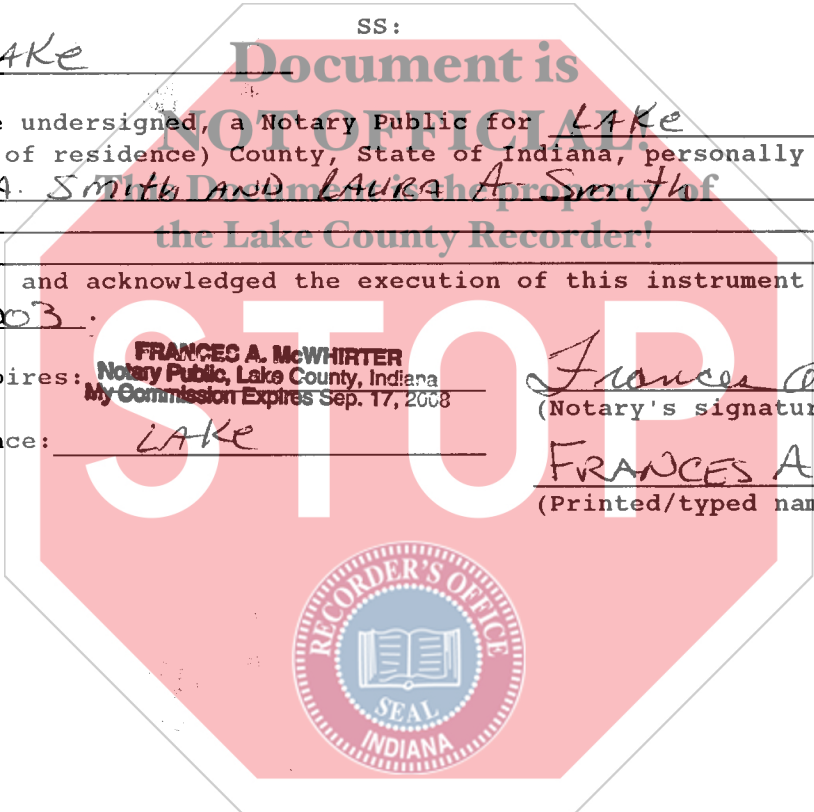 SS:
AKe
Document is
e undersigned, a Notary Public for LAKe
NOT OFFICIAL!
of residence) County, State of Indiana, personally
A. Smith AND LAURA A. Smith
This Document is the property of
the Lake County Recorder!
and acknowledged the execution of this instrument
03.
STOP
FRANCES A. McWHIRTER
pires: Notary Public, Lake County, Indiana
My Commission Expires Sep. 17, 2008
Frances
(Notary's signatur
nce: LAKe
FRANCES A
(Printed/typed nam
RECORDER'S OFFICE
SEAL
INDIANA